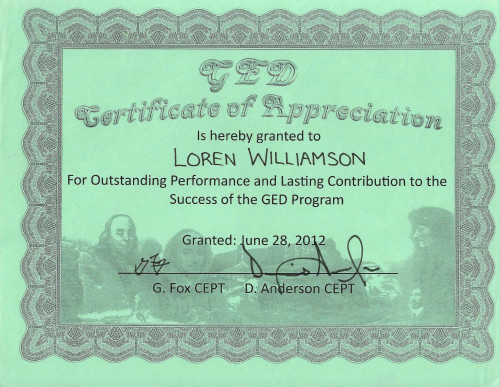 GED
Certificate of Appreciation
Is hereby granted to
LOREN WILLIAMSON
For Outstanding Performance and Lasting Contribution to the
Success of the GED Program
Granted: June 28, 2012
G. Fox CEPT D. Anderson CEPT